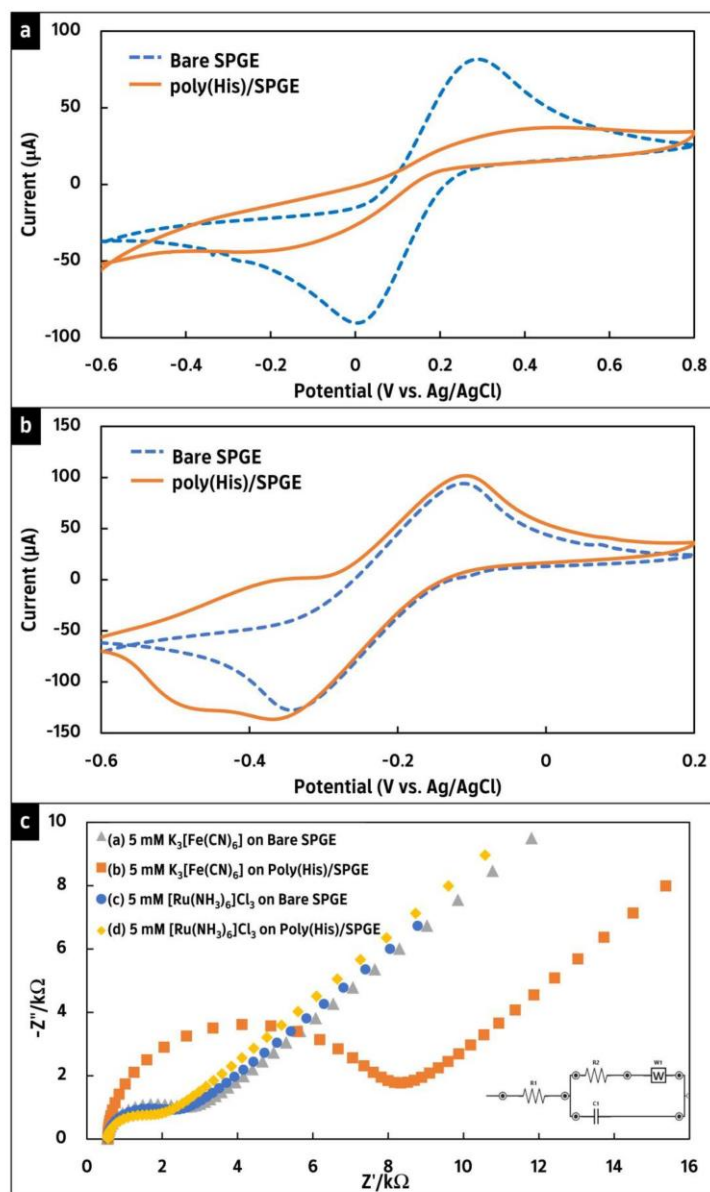 a
100
50
0
-50
-100
Current (µA)
Bare SPGE
poly(His)/SPGE
-0.6 -0.4 -0.2 0 0.2 0.4 0.6 0.8
Potential (V vs. Ag/AgCl)
b
150
100
50
0
-50
-100
-150
Current (µA)
Bare SPGE
poly(His)/SPGE
-0.6 -0.4 -0.2 0 0.2
Potential (V vs. Ag/AgCl)
c
10
8
6
4
2
0
-Z"/kΩ
(a) 5 mM K₃[Fe(CN)₆] on Bare SPGE
(b) 5 mM K₃[Fe(CN)₆] on Poly(His)/SPGE
(c) 5 mM [Ru(NH₃)₆]Cl₃ on Bare SPGE
(d) 5 mM [Ru(NH₃)₆]Cl₃ on Poly(His)/SPGE
R1
R2
W1
W
C1
0 2 4 6 8 10 12 14 16
Z'/kΩ